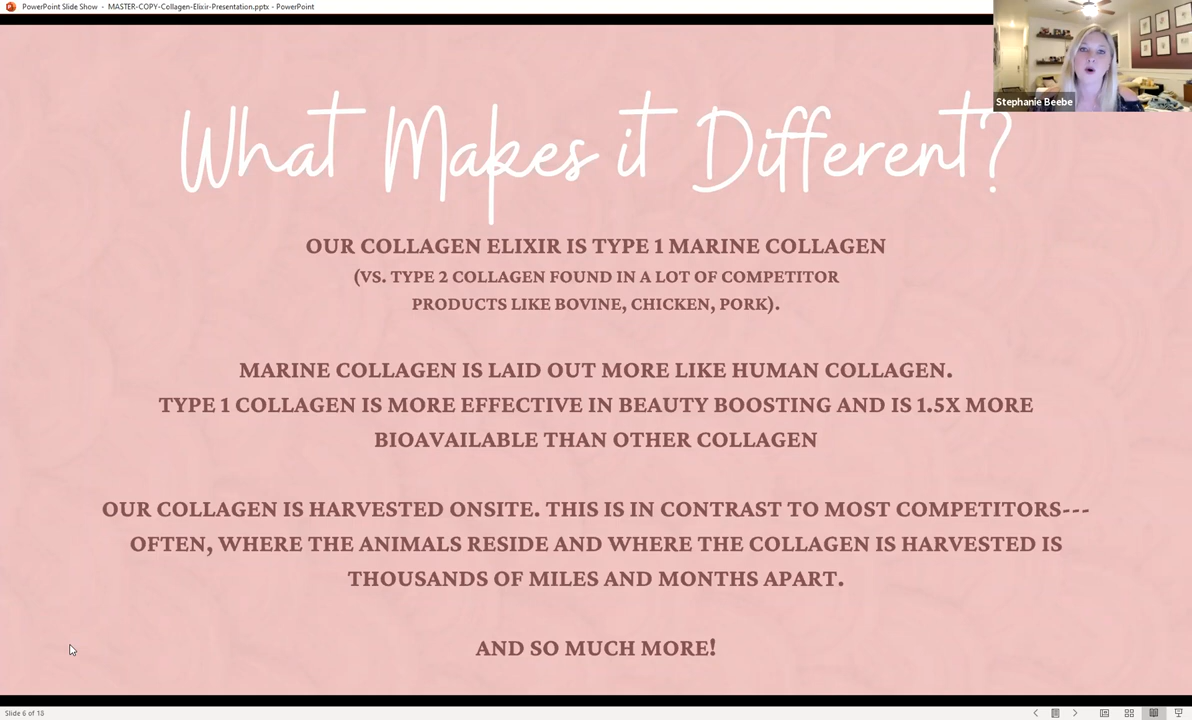 PowerPoint Slide Show - MASTER-COPY-Collagen-Elixir-Presentation.pptx - PowerPoint
Stephanie Beebe
What Makes it Different?
OUR COLLAGEN ELIXIR IS TYPE 1 MARINE COLLAGEN
(VS. TYPE 2 COLLAGEN FOUND IN A LOT OF COMPETITOR
PRODUCTS LIKE BOVINE, CHICKEN, PORK).
MARINE COLLAGEN IS LAID OUT MORE LIKE HUMAN COLLAGEN.
TYPE 1 COLLAGEN IS MORE EFFECTIVE IN BEAUTY BOOSTING AND IS 1.5X MORE
BIOAVAILABLE THAN OTHER COLLAGEN
OUR COLLAGEN IS HARVESTED ONSITE. THIS IS IN CONTRAST TO MOST COMPETITORS---
OFTEN, WHERE THE ANIMALS RESIDE AND WHERE THE COLLAGEN IS HARVESTED IS
THOUSANDS OF MILES AND MONTHS APART.
AND SO MUCH MORE!
Slide 6 of 18